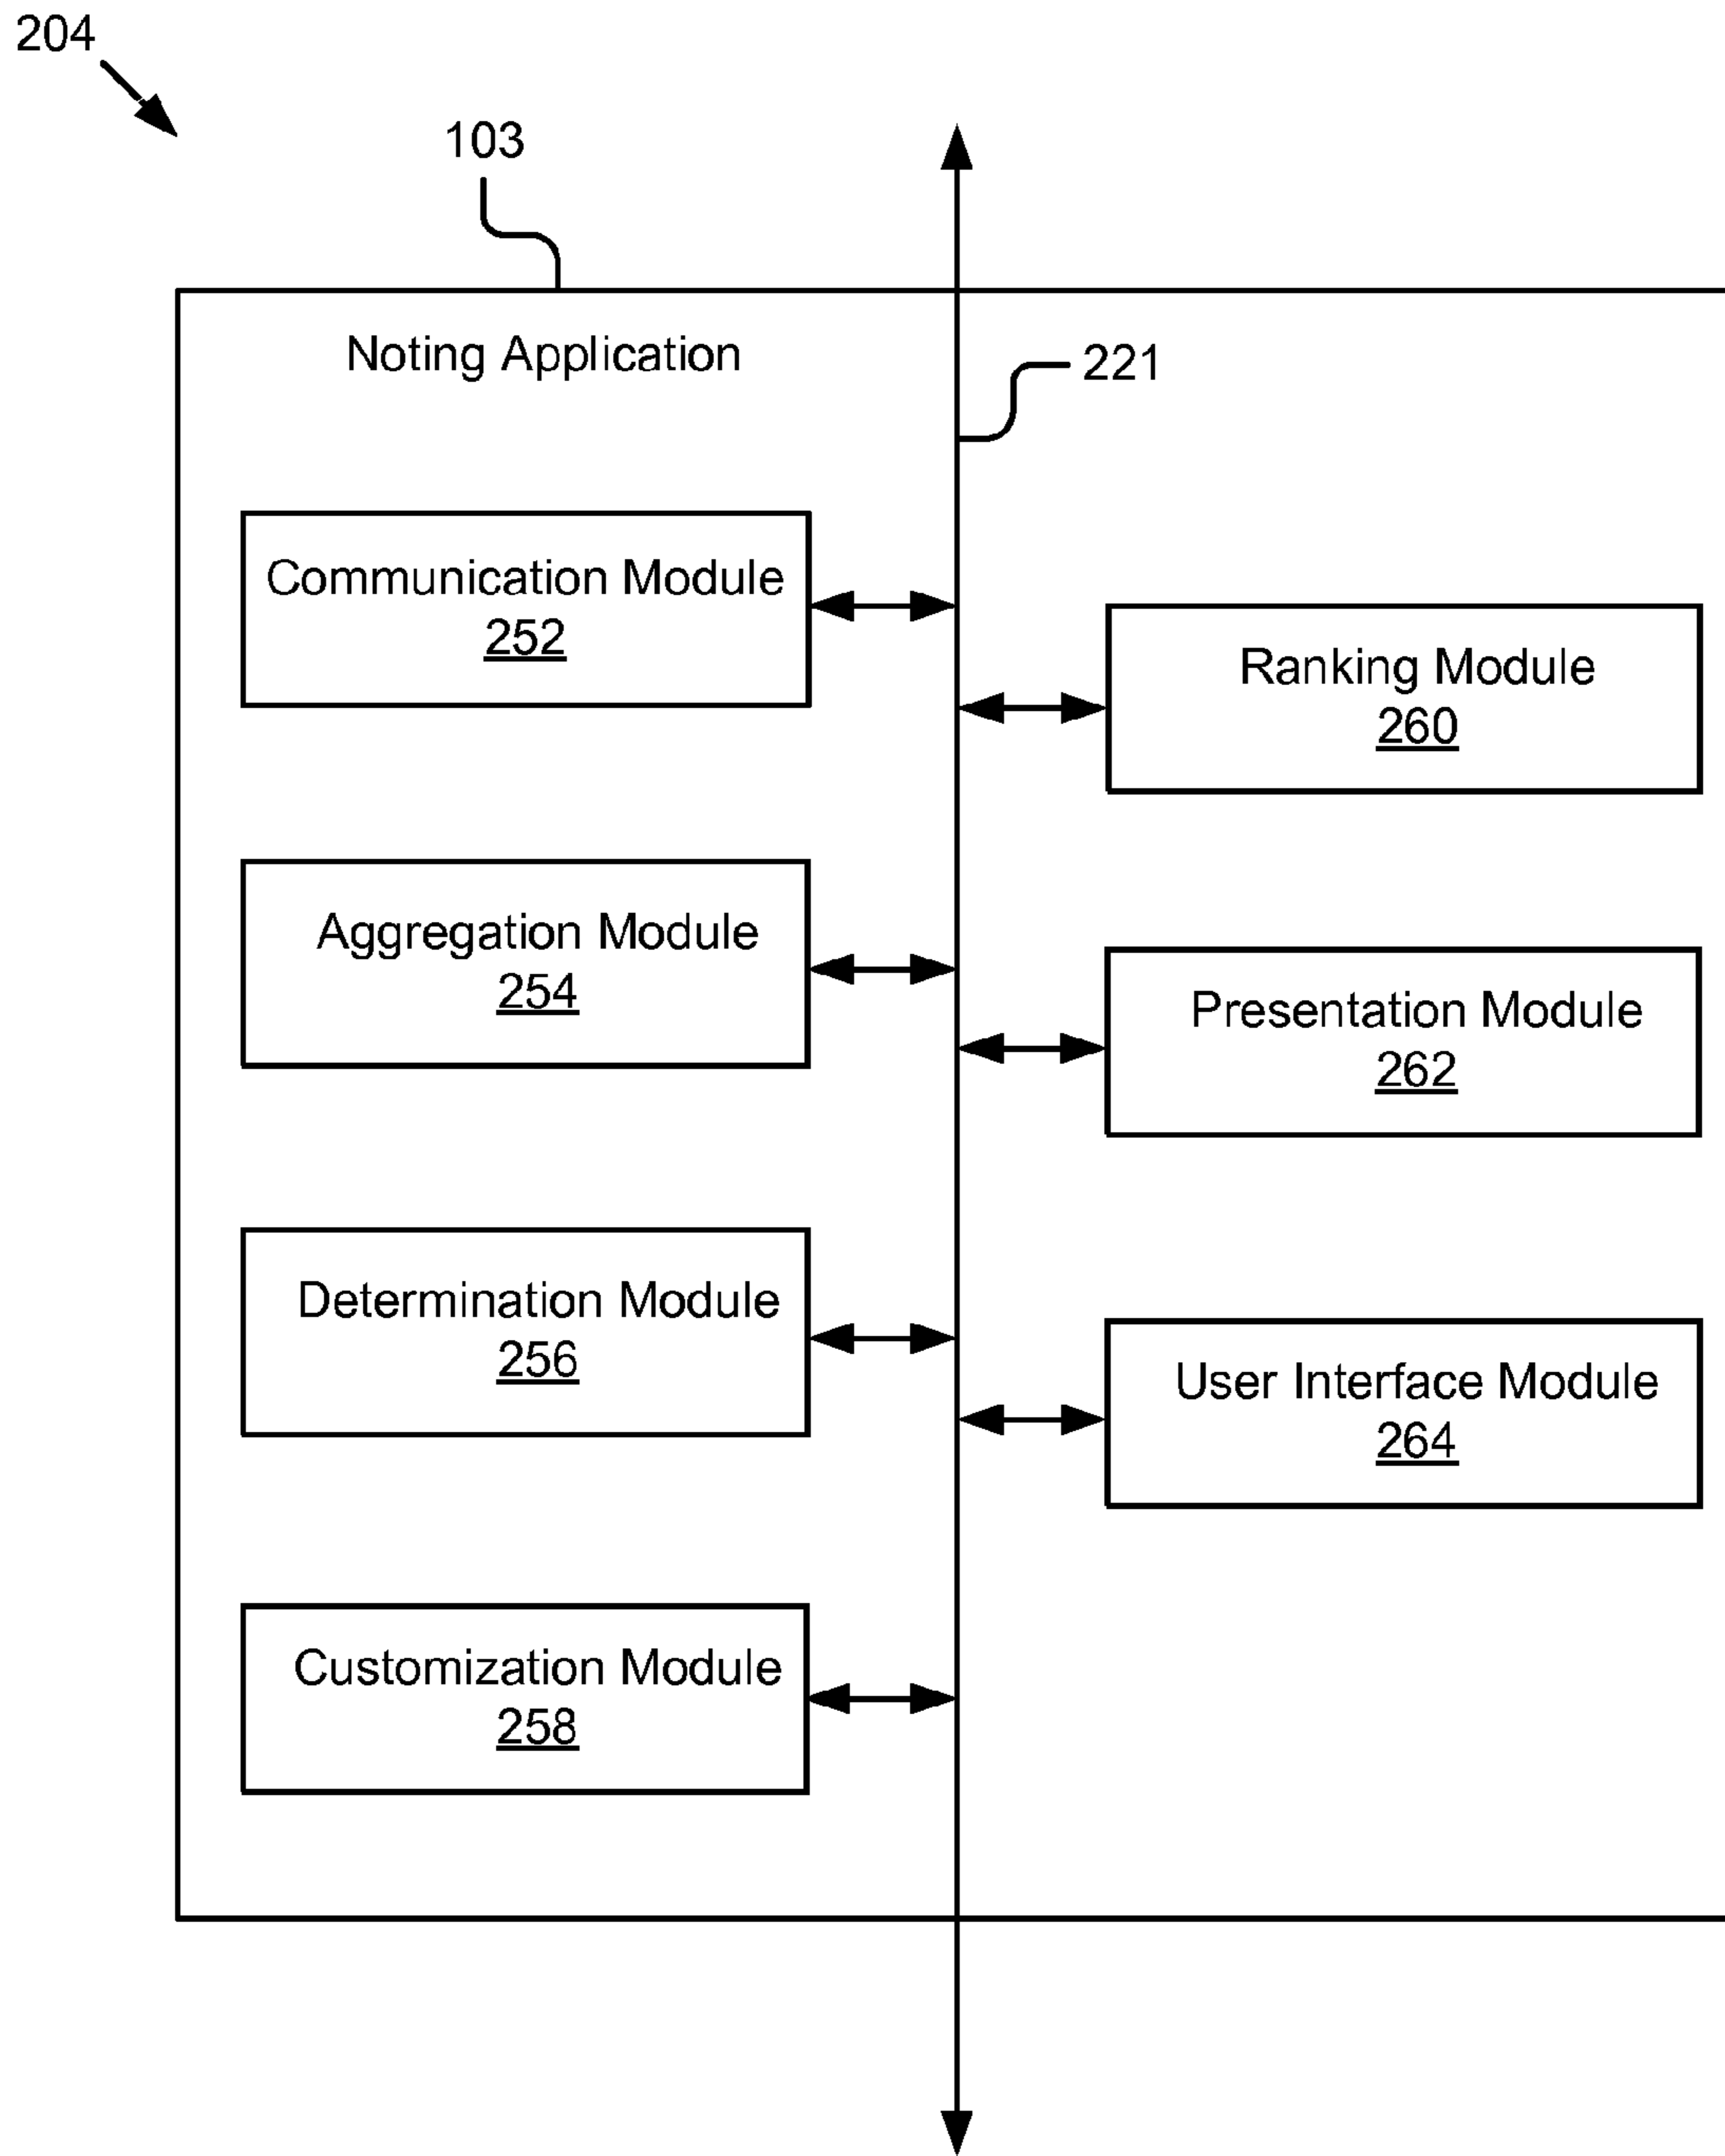 204
103
Noting Application
221
Communication Module
252
Ranking Module
260
Aggregation Module
254
Presentation Module
262
Determination Module
256
User Interface Module
264
Customization Module
258